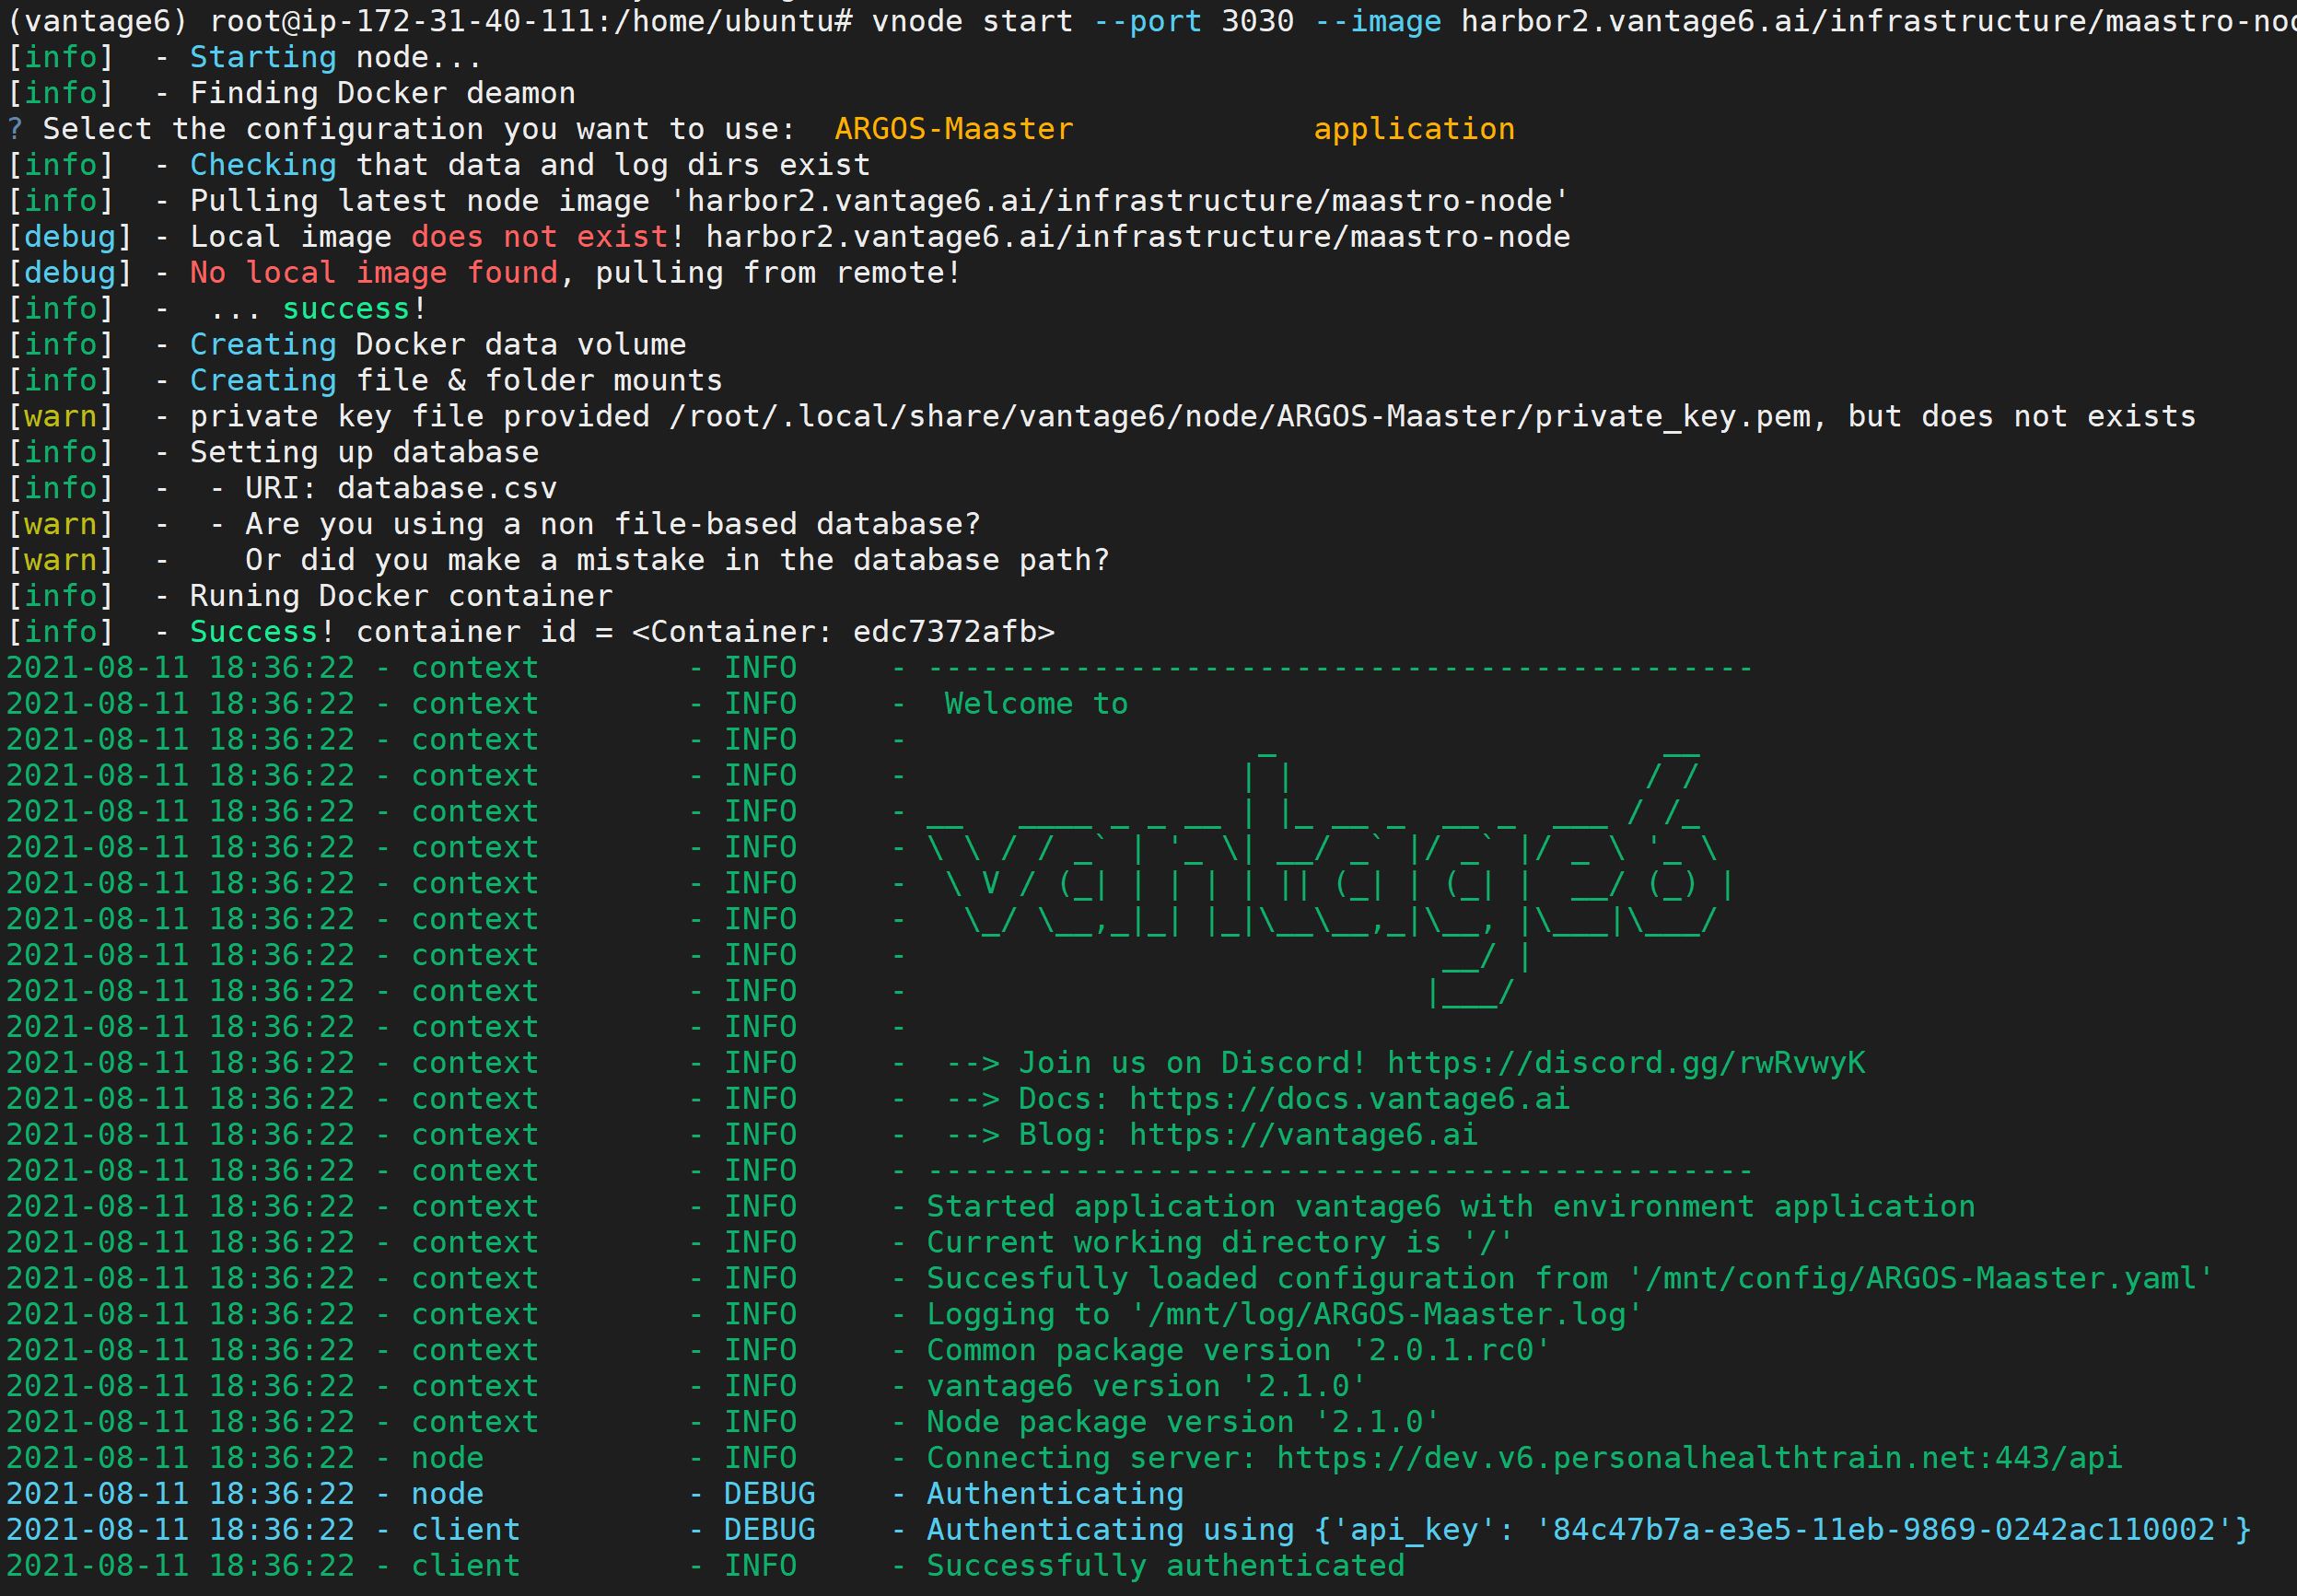 (vantage6) root@ip-172-31-40-111:/home/ubuntu# vnode start --port 3030 --image harbor2.vantage6.ai/infrastructure/maastro-nod
[info]  - Starting node...
[info]  - Finding Docker deamon
? Select the configuration you want to use:  ARGOS-Maaster             application
[info]  - Checking that data and log dirs exist
[info]  - Pulling latest node image 'harbor2.vantage6.ai/infrastructure/maastro-node'
[debug] - Local image does not exist! harbor2.vantage6.ai/infrastructure/maastro-node
[debug] - No local image found, pulling from remote!
[info]  -  ... success!
[info]  - Creating Docker data volume
[info]  - Creating file & folder mounts
[warn]  - private key file provided /root/.local/share/vantage6/node/ARGOS-Maaster/private_key.pem, but does not exists
[info]  - Setting up database
[info]  -  - URI: database.csv
[warn]  -  - Are you using a non file-based database?
[warn]  -    Or did you make a mistake in the database path?
[info]  - Runing Docker container
[info]  - Success! container id = <Container: edc7372afb>
2021-08-11 18:36:22 - context        - INFO     - ---------------------------------------------
2021-08-11 18:36:22 - context        - INFO     -  Welcome to
2021-08-11 18:36:22 - context        - INFO     -                   _                     __
2021-08-11 18:36:22 - context        - INFO     -                  | |                   / /
2021-08-11 18:36:22 - context        - INFO     - __   ____ _ _ __ | |_ __ _  __ _  ___ / /_
2021-08-11 18:36:22 - context        - INFO     - \ \ / / _` | '_ \| __/ _` |/ _` |/ _ \ '_ \
2021-08-11 18:36:22 - context        - INFO     -  \ V / (_| | | | | || (_| | (_| |  __/ (_) |
2021-08-11 18:36:22 - context        - INFO     -   \_/ \__,_|_| |_|\__\__,_|\__, |\___|\___/
2021-08-11 18:36:22 - context        - INFO     -                             __/ |
2021-08-11 18:36:22 - context        - INFO     -                            |___/
2021-08-11 18:36:22 - context        - INFO     -
2021-08-11 18:36:22 - context        - INFO     -  --> Join us on Discord! https://discord.gg/rwRvwyK
2021-08-11 18:36:22 - context        - INFO     -  --> Docs: https://docs.vantage6.ai
2021-08-11 18:36:22 - context        - INFO     -  --> Blog: https://vantage6.ai
2021-08-11 18:36:22 - context        - INFO     - ---------------------------------------------
2021-08-11 18:36:22 - context        - INFO     - Started application vantage6 with environment application
2021-08-11 18:36:22 - context        - INFO     - Current working directory is '/'
2021-08-11 18:36:22 - context        - INFO     - Succesfully loaded configuration from '/mnt/config/ARGOS-Maaster.yaml'
2021-08-11 18:36:22 - context        - INFO     - Logging to '/mnt/log/ARGOS-Maaster.log'
2021-08-11 18:36:22 - context        - INFO     - Common package version '2.0.1.rc0'
2021-08-11 18:36:22 - context        - INFO     - vantage6 version '2.1.0'
2021-08-11 18:36:22 - context        - INFO     - Node package version '2.1.0'
2021-08-11 18:36:22 - node           - INFO     - Connecting server: https://dev.v6.personalhealthtrain.net:443/api
2021-08-11 18:36:22 - node           - DEBUG    - Authenticating
2021-08-11 18:36:22 - client         - DEBUG    - Authenticating using {'api_key': '84c47b7a-e3e5-11eb-9869-0242ac110002'}
2021-08-11 18:36:22 - client         - INFO     - Successfully authenticated